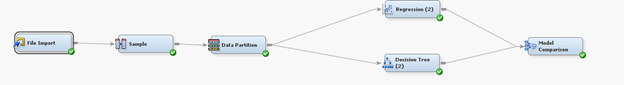 File Import
Sample
Data Partition
Regression (2)
Decision Tree
(2)
Model
Comparison